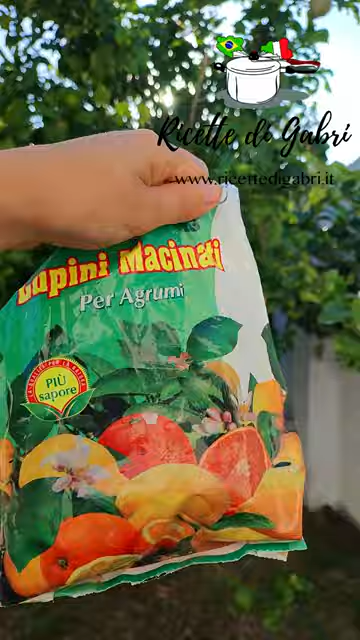 Ricette di Gabri
www.ricettedigabri.it
Lupini Macinati
Per Agrumi
PIÙ
sapore